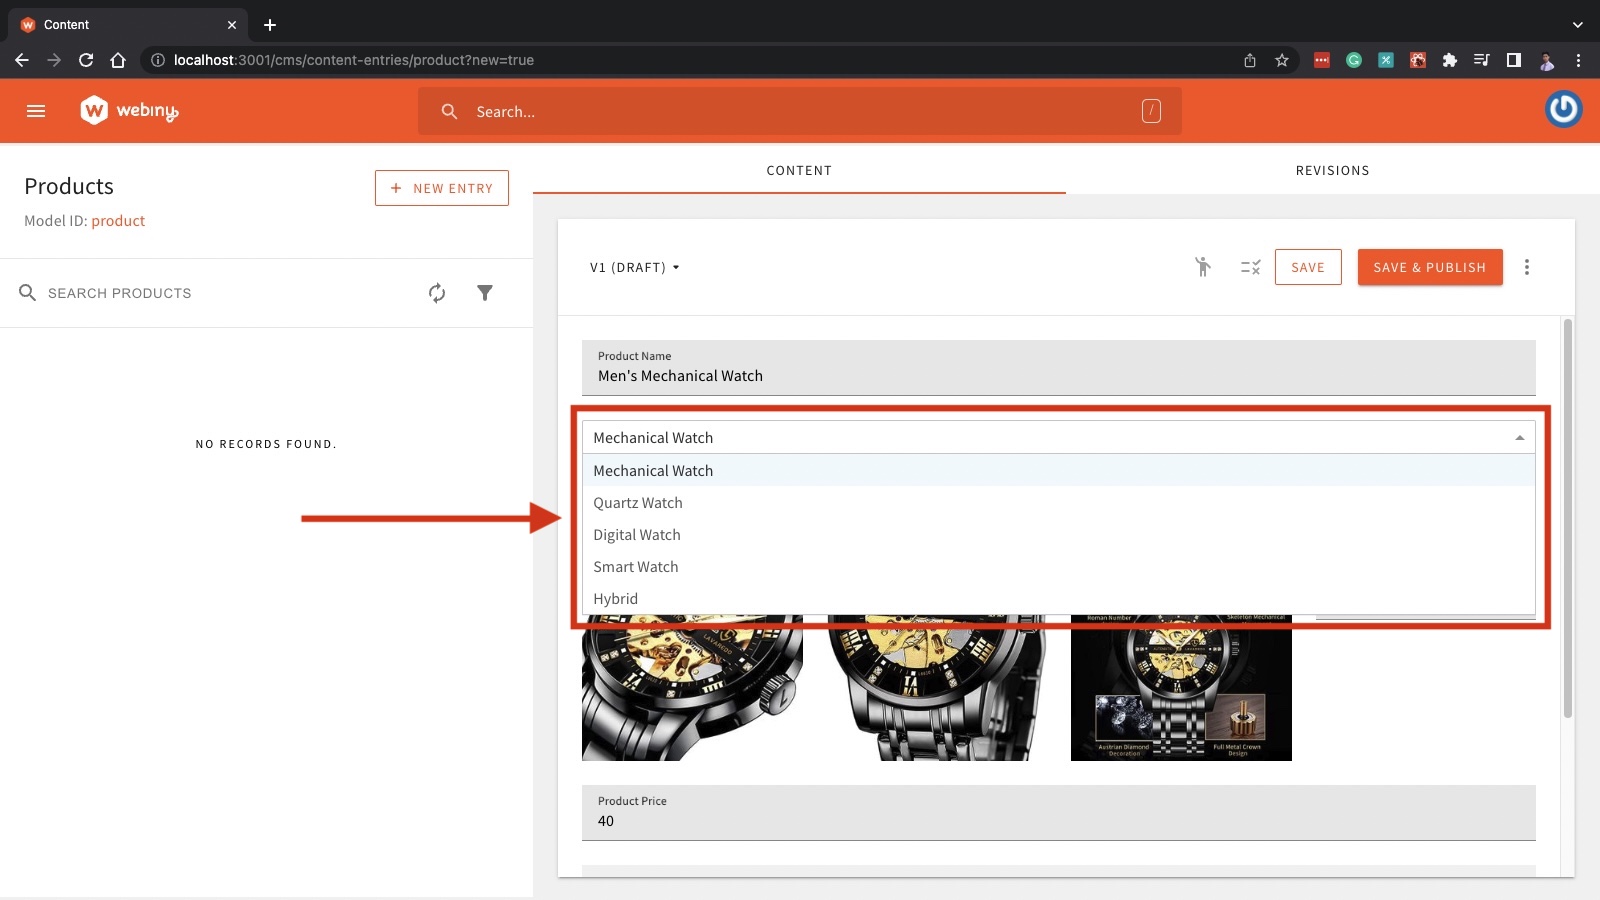 Content
localhost:3001/cms/content-entries/product?new=true
W webiny
Search...
/
Products
NEW ENTRY
Model ID: product
CONTENT
REVISIONS
SEARCH PRODUCTS
NO RECORDS FOUND.
V1 (DRAFT)
SAVE
SAVE & PUBLISH
Product Name
Men's Mechanical Watch
Mechanical Watch
Mechanical Watch
Quartz Watch
Digital Watch
Smart Watch
Hybrid
Roman Number
Skeleton Mechanical
Austrian Diamond
Decoration
Full Metal Crown
Design
Product Price
40